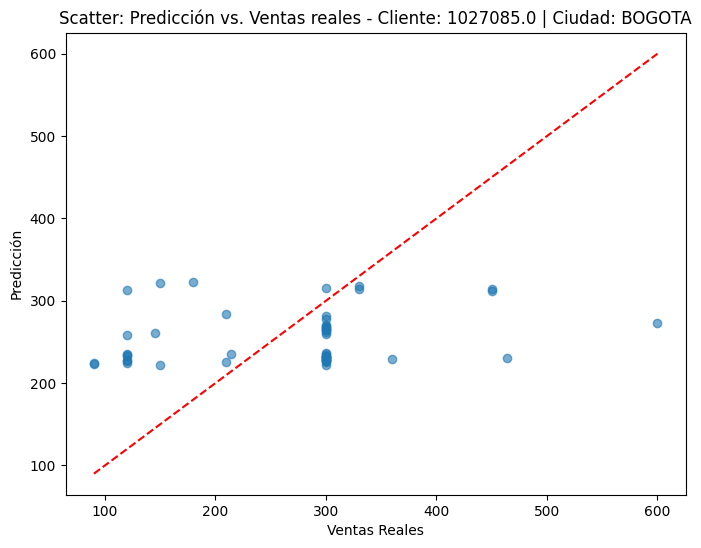 Scatter: Predicción vs. Ventas reales - Cliente: 1027085.0 | Ciudad: BOGOTA
600
500
400
300
200
100
Predicción
100 200 300 400 500 600
Ventas Reales